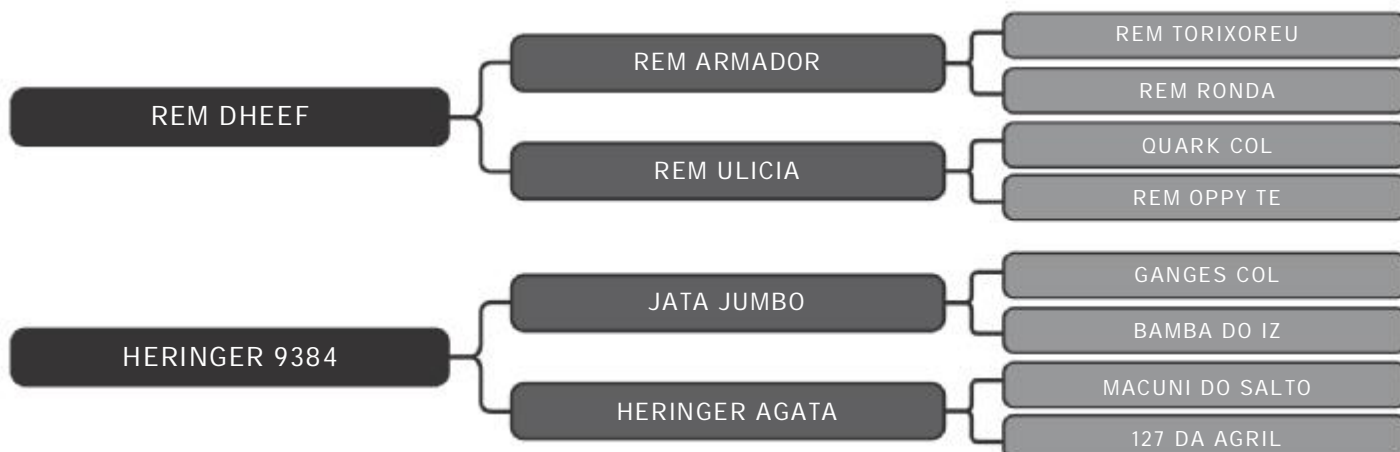 REM TORIXOREU
REM ARMADOR
REM RONDA
REM DHEEF
QUARK COL
REM ULICIA
REM OPPY TE
GANGES COL
JATA JUMBO
BAMBA DO IZ
HERINGER 9384
MACUNI DO SALTO
HERINGER AGATA
127 DA AGRIL